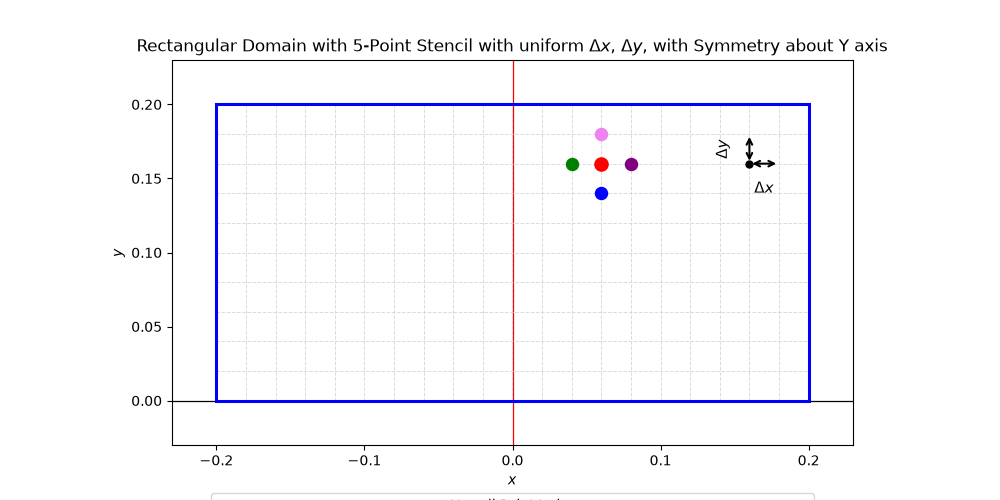 Rectangular Domain with 5-Point Stencil with uniform Δx, Δy, with Symmetry about Y axis
y
0.20
0.15
0.10
0.05
0.00
Δy
Δx
−0.2
−0.1
0.0
0.1
0.2
x